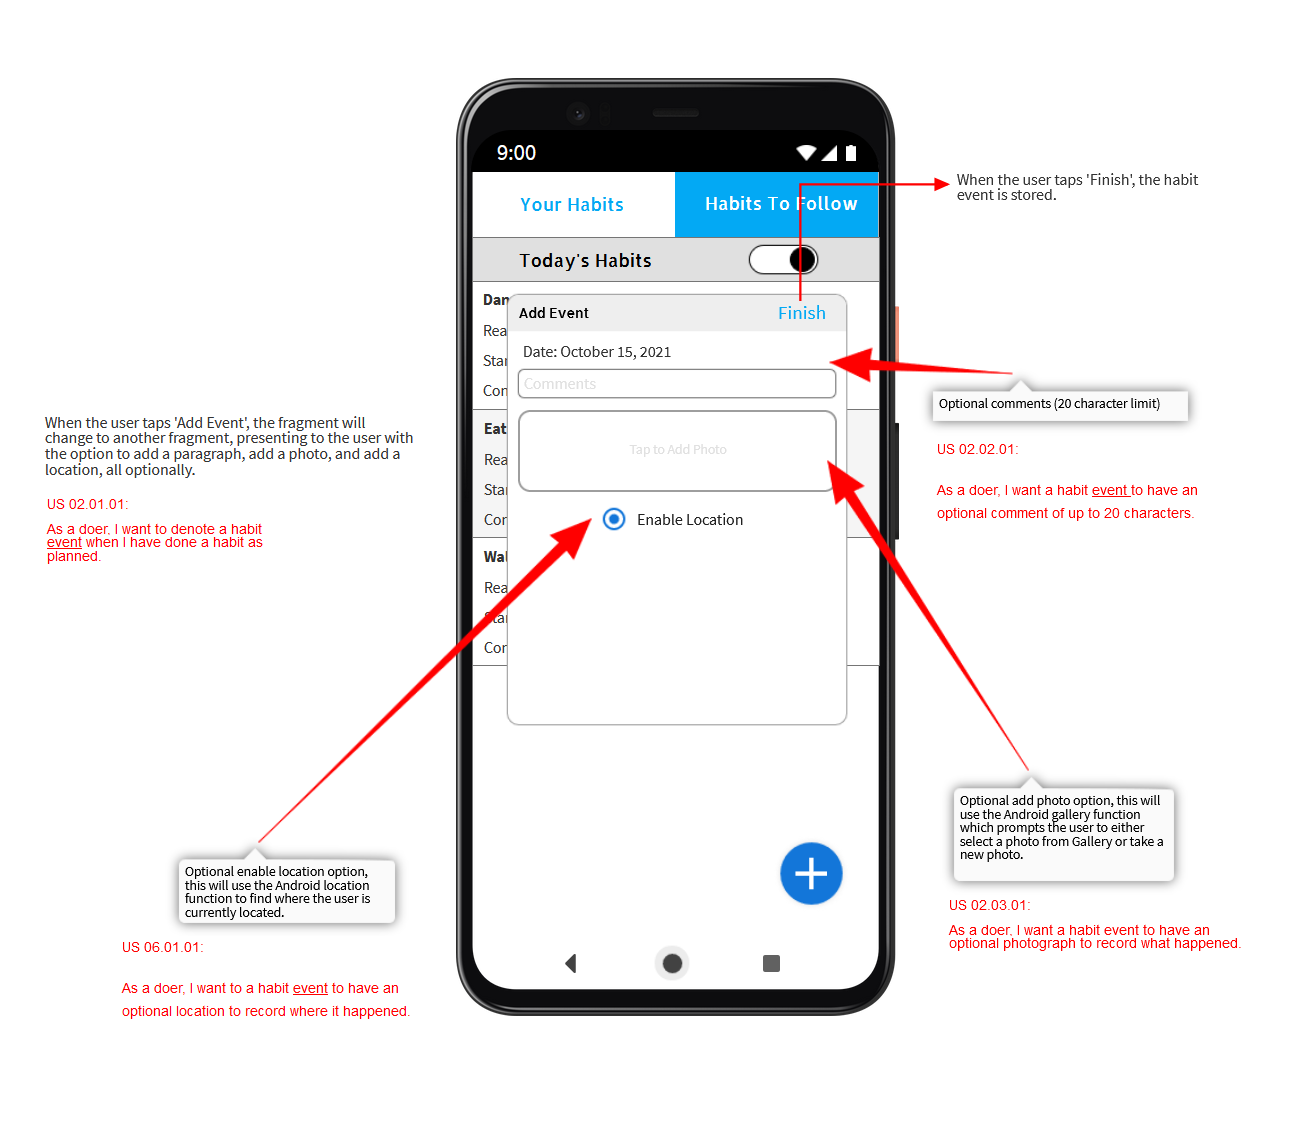 9:00
Your Habits
Habits To Follow
When the user taps 'Finish', the habit
event is stored.
Today's Habits
Dan
Add Event
Finish
Rea
Date: October 15, 2021
Star
Comments
Con
Optional comments (20 character limit)
When the user taps 'Add Event', the fragment will
change to another fragment, presenting to the user with
the option to add a paragraph, add a photo, and add a
location, all optionally.
Eat
Rea
Tap to Add Photo
US 02.02.01:
As a doer, I want a habit event to have an
optional comment of up to 20 characters.
Star
US 02.01.01:
As a doer, I want to denote a habit
event when I have done a habit as
planned.
Con
Enable Location
Wal
Rea
Star
Con
Optional add photo option, this will
use the Android gallery function
which prompts the user to either
select a photo from Gallery or take a
new photo.
Optional enable location option,
this will use the Android location
function to find where the user is
currently located.
US 02.03.01:
As a doer, I want a habit event to have an
optional photograph to record what happened.
US 06.01.01:
As a doer, I want to a habit event to have an
optional location to record where it happened.